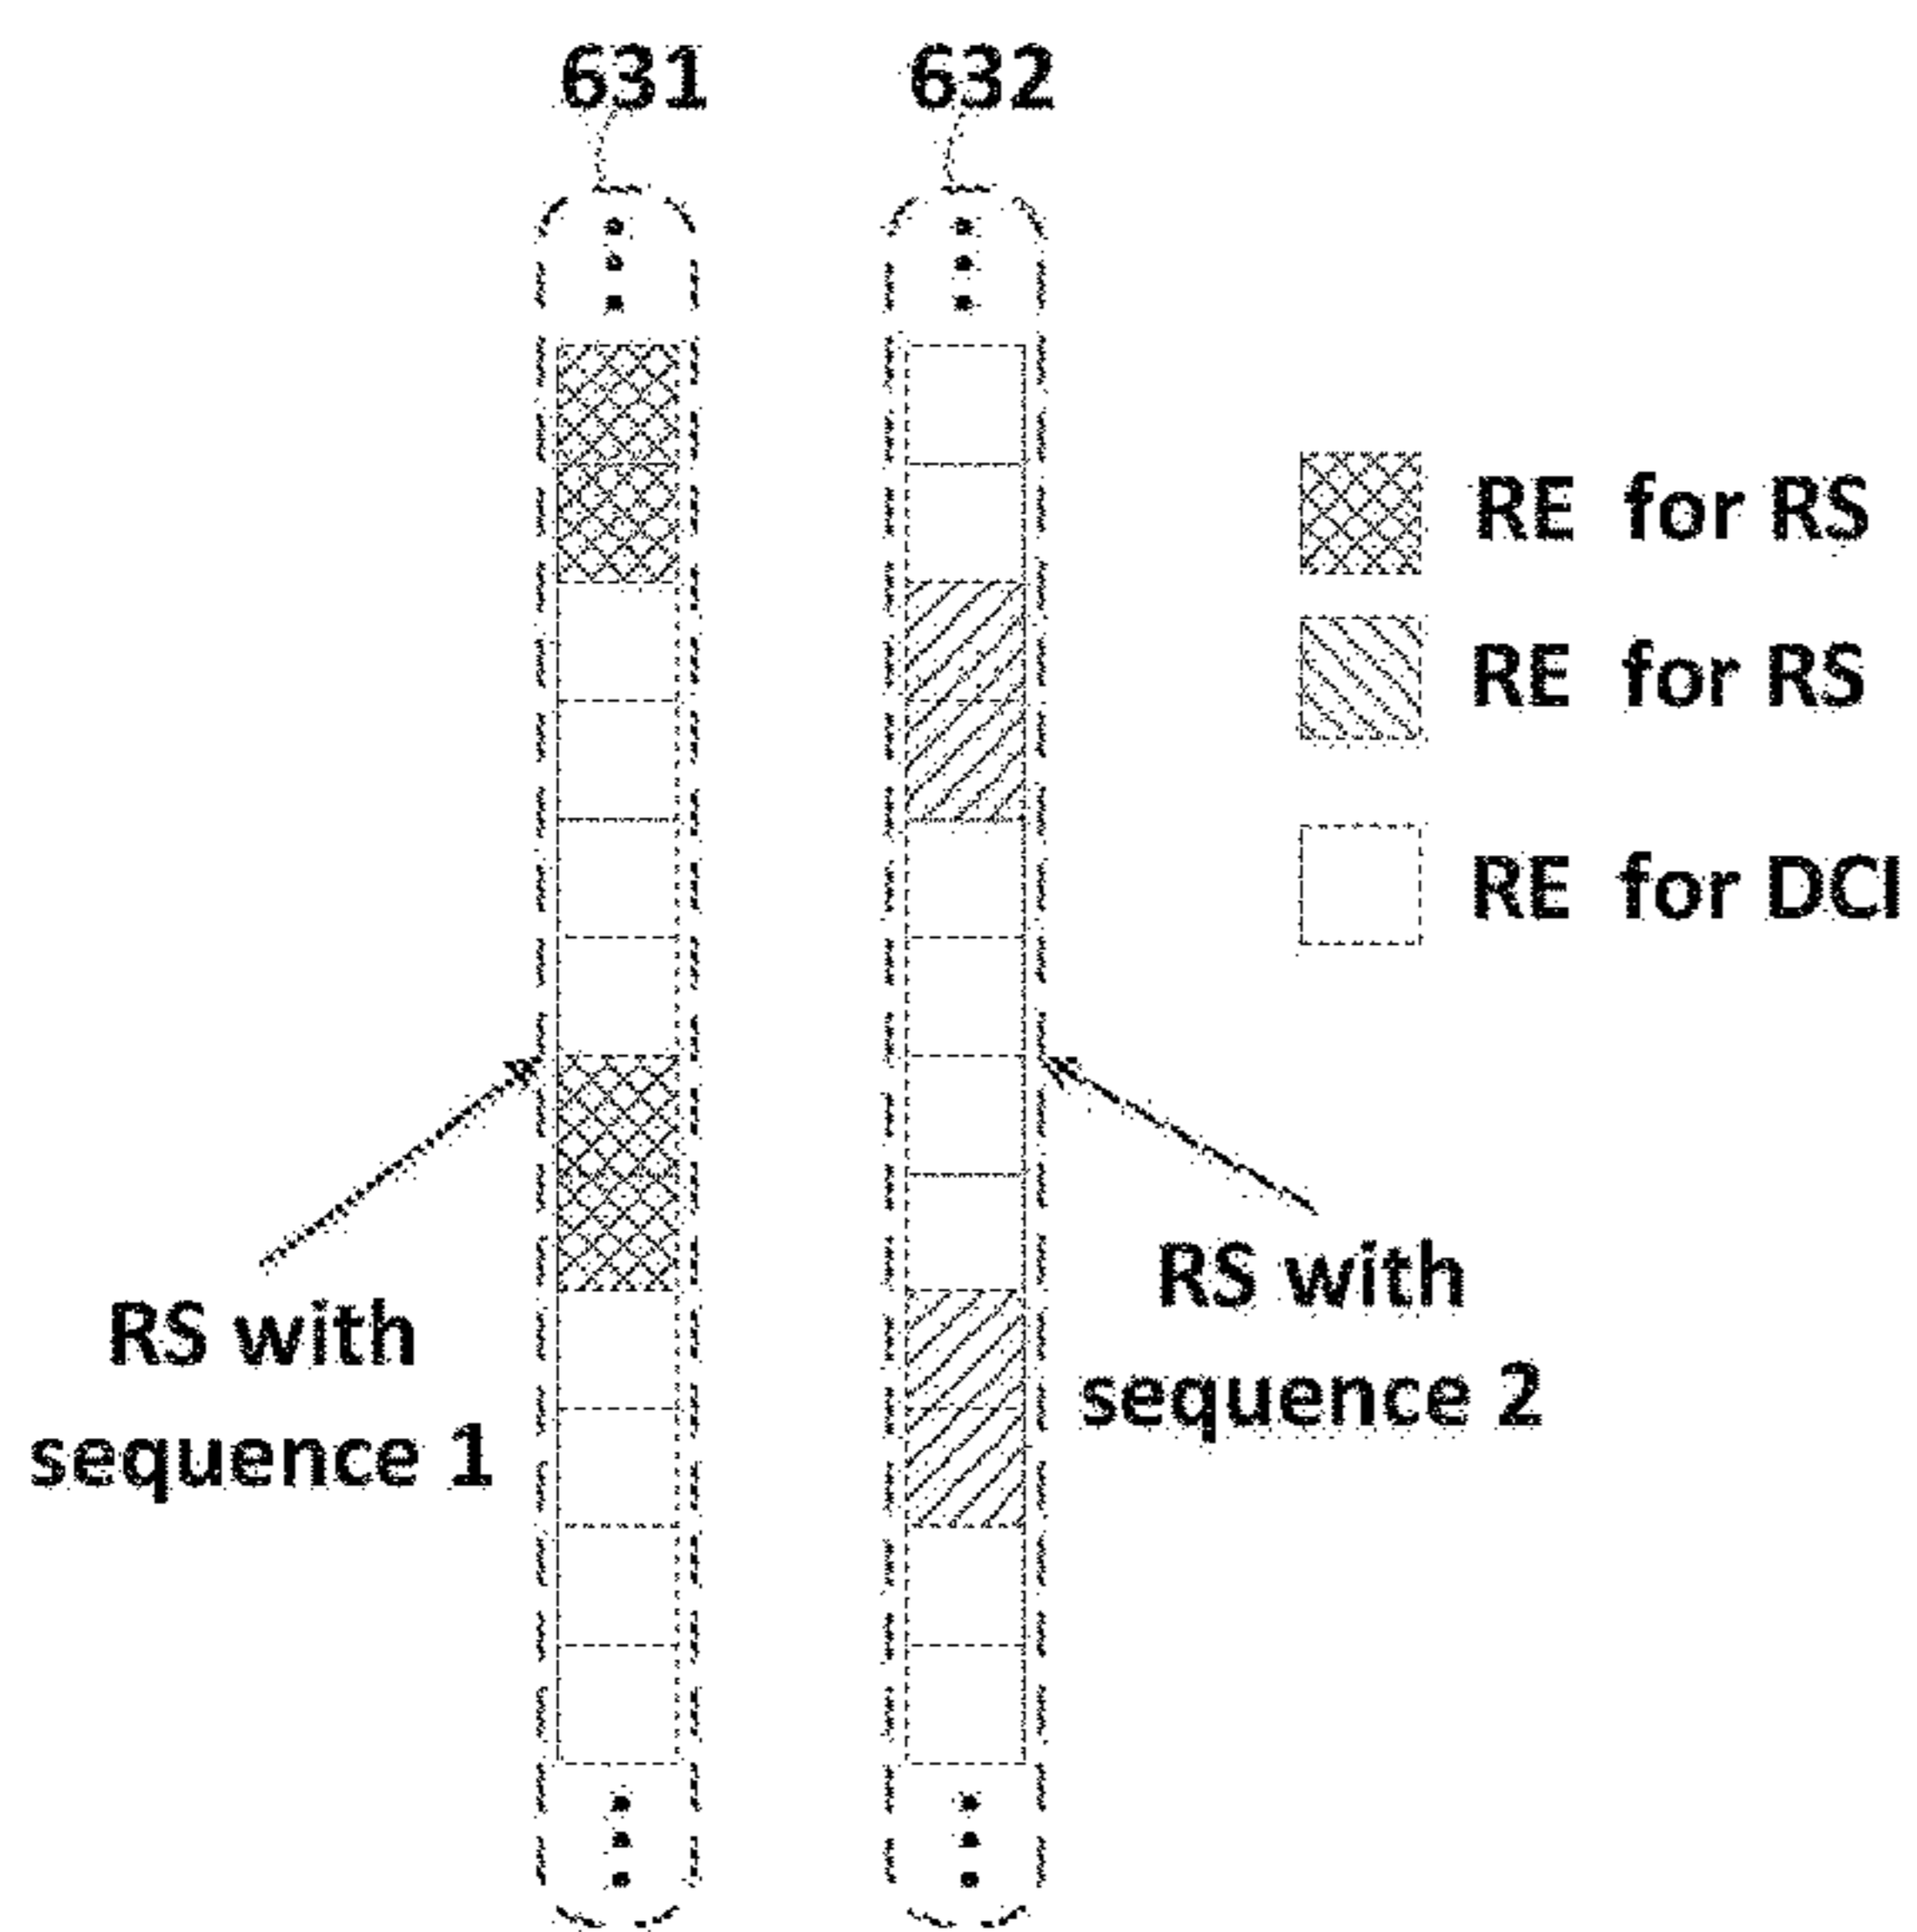 631
632
RE for RS
RE for RS
RE for DCI
RS with
sequence 1
RS with
sequence 2